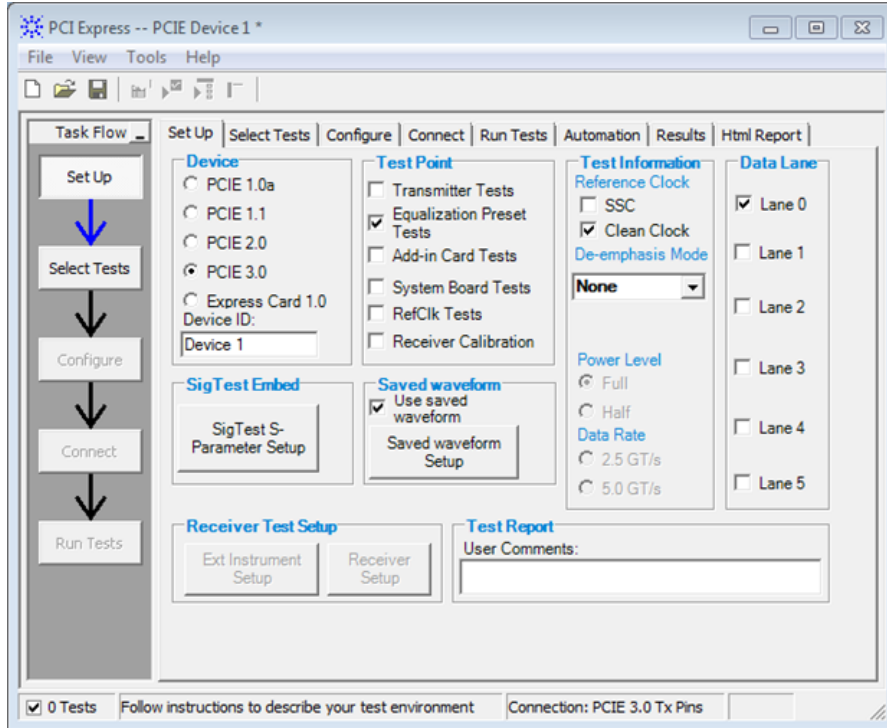 PCI Express -- PCIE Device 1 *
File View Tools Help
Task Flow
Set Up
Select Tests
Configure
Connect
Run Tests
Set Up Select Tests Configure Connect Run Tests Automation Results Html Report
Device
PCIE 1.0a
PCIE 1.1
PCIE 2.0
PCIE 3.0
Express Card 1.0
Device ID:
Device 1
Test Point
Transmitter Tests
Equalization Preset
Tests
Add-in Card Tests
System Board Tests
RefClk Tests
Receiver Calibration
Test Information
Reference Clock
SSC
Clean Clock
De-emphasis Mode
None
Power Level
Full
Half
Data Rate
2.5 GT/s
5.0 GT/s
Data Lane
Lane 0
Lane 1
Lane 2
Lane 3
Lane 4
Lane 5
SigTest Embed
SigTest S-
Parameter Setup
Saved waveform
Use saved
waveform
Saved waveform
Setup
Receiver Test Setup
Ext Instrument
Setup
Receiver
Setup
Test Report
User Comments:
0 Tests Follow instructions to describe your test environment Connection: PCIE 3.0 Tx Pins